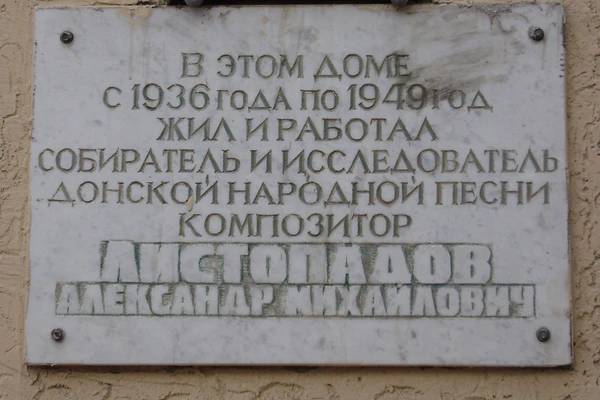 В ЭТОМ ДОМЕ
С 1936 ГОДА ПО 1949 ГОД
ЖИЛ И РАБОТАЛ
СОБИРАТЕЛЬ И ИССЛЕДОВАТЕЛЬ
ДОНСКОЙ НАРОДНОЙ ПЕСНИ
КОМПОЗИТОР
ЛИСТОПАДОВ
АЛЕКСАНДР МИХАЙЛОВИЧ